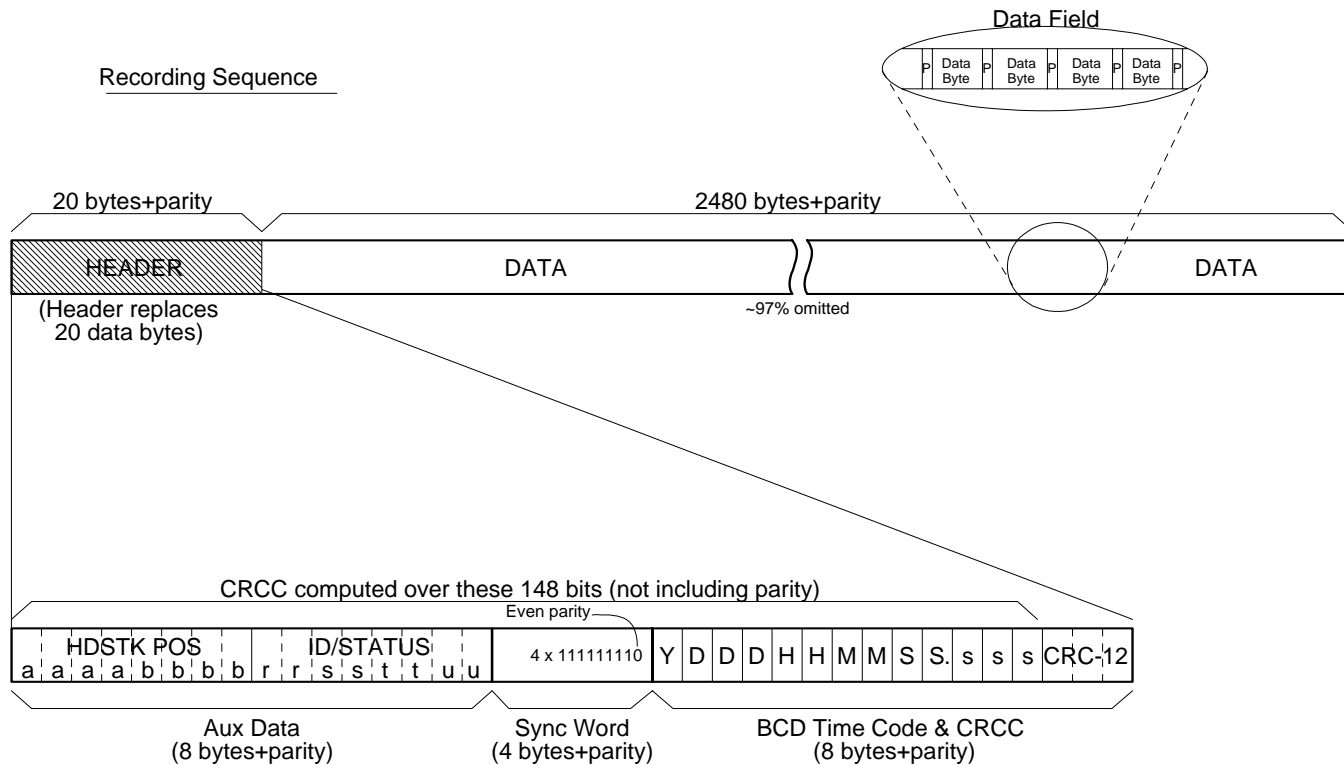 Data Field
P Data Byte P Data Byte P Data Byte P Data Byte P
Recording Sequence
20 bytes+parity
2480 bytes+parity
HEADER
DATA
DATA
(Header replaces
20 data bytes)
~97% omitted
CRCC computed over these 148 bits (not including parity)
Even parity
HDSTK POS
ID/STATUS
a a a a b b b b r r s s t t u u
4 x 111111110
Y D D D H H M M S S. s s s CRC-12
Aux Data
(8 bytes+parity)
Sync Word
(4 bytes+parity)
BCD Time Code & CRCC
(8 bytes+parity)